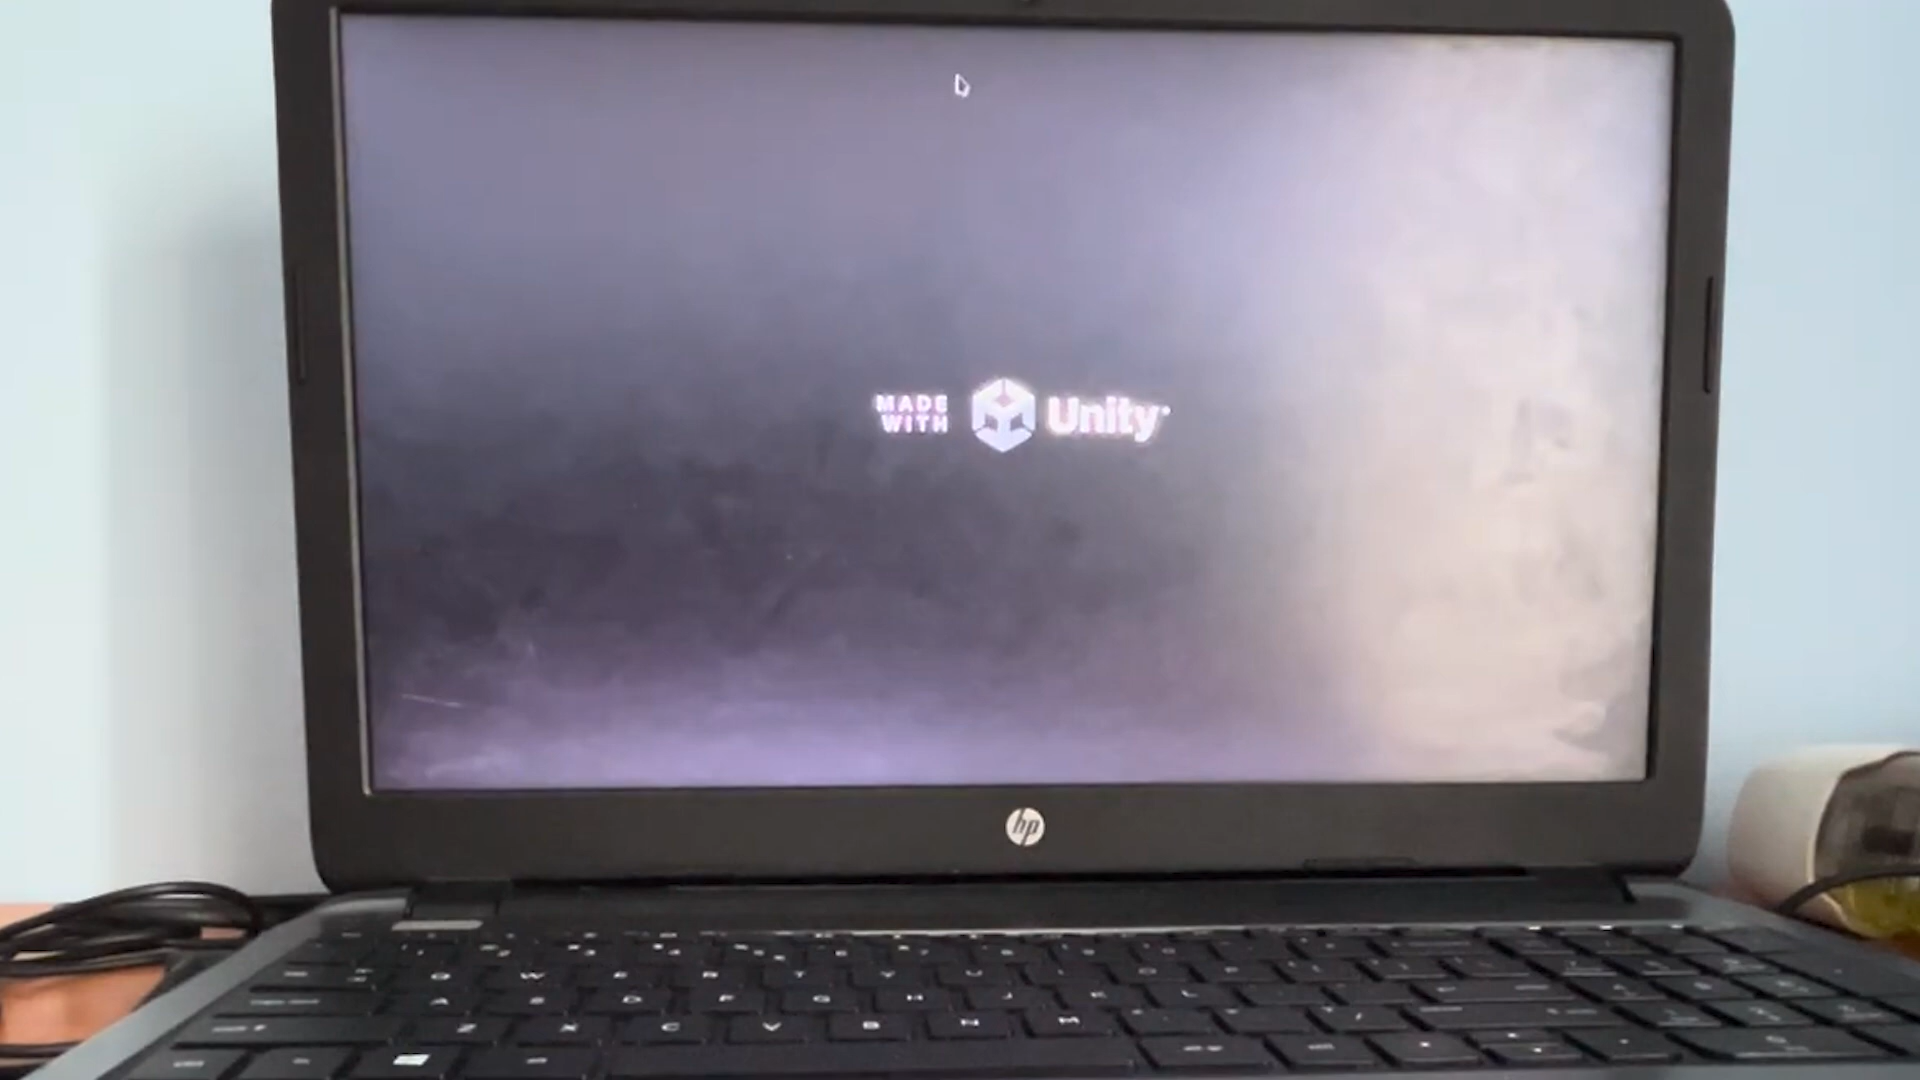 MADE
WITH
Unity
hp
Q W E R T Y U I O P
A S D F G H J K L
Z X C V B N M